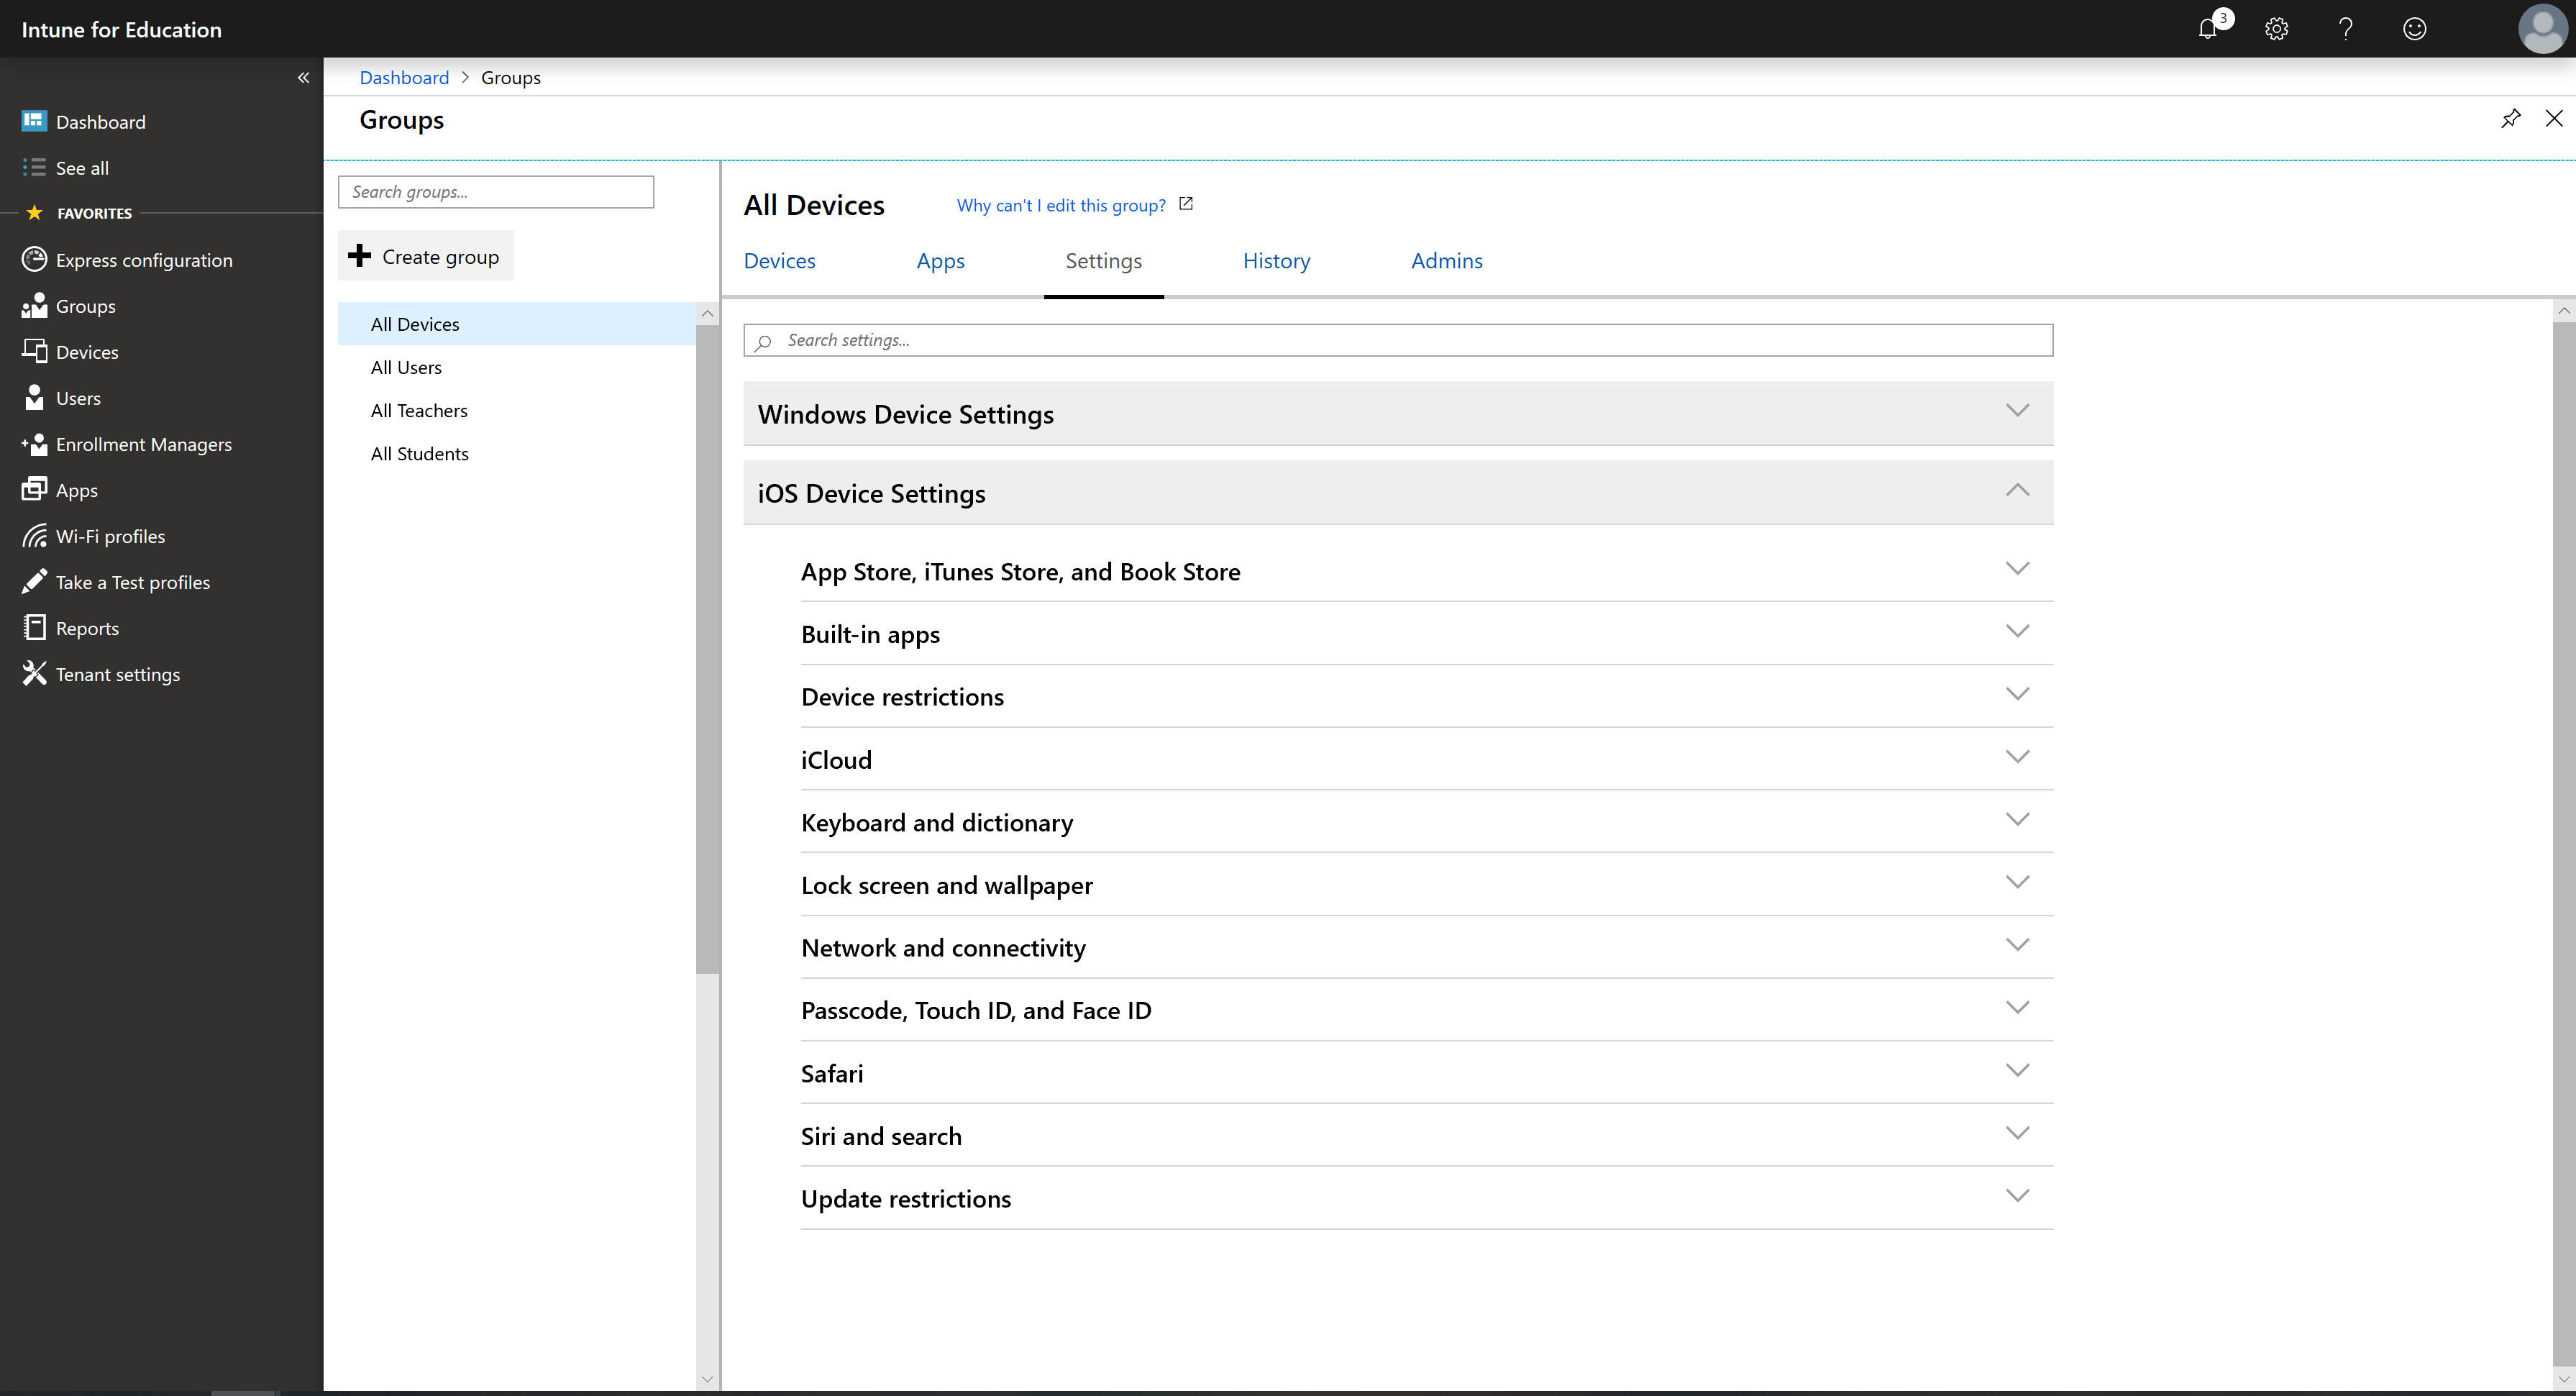 Intune for Education
3
Dashboard
See all
FAVORITES
Express configuration
Groups
Devices
Users
Enrollment Managers
Apps
Wi-Fi profiles
Take a Test profiles
Reports
Tenant settings
Dashboard > Groups
Groups
Search groups...
Create group
All Devices
All Users
All Teachers
All Students
All Devices Why can't I edit this group?
Devices Apps Settings History Admins
Search settings...
Windows Device Settings
iOS Device Settings
App Store, iTunes Store, and Book Store
Built-in apps
Device restrictions
iCloud
Keyboard and dictionary
Lock screen and wallpaper
Network and connectivity
Passcode, Touch ID, and Face ID
Safari
Siri and search
Update restrictions